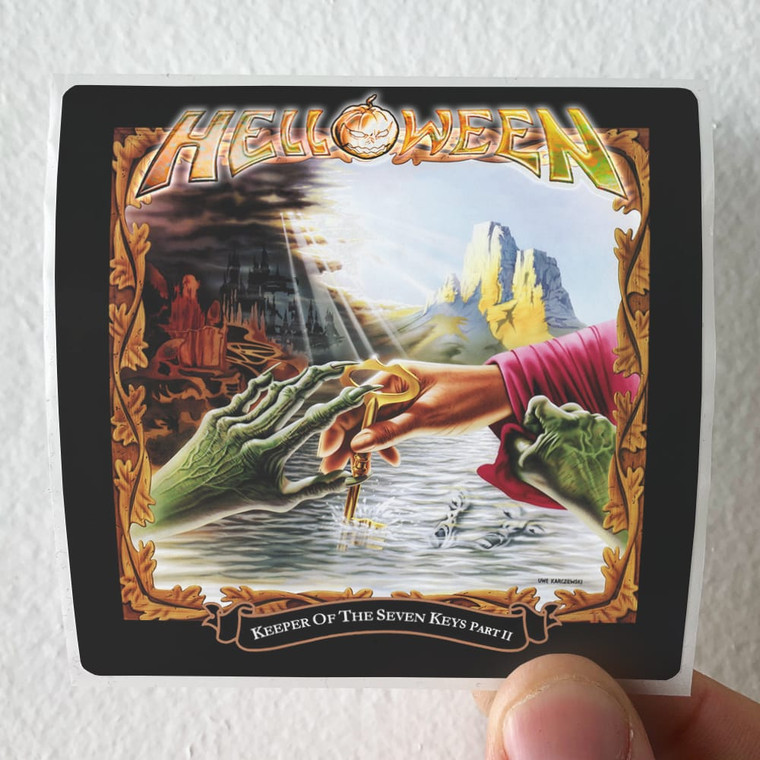 HELLOWEEN
UWE KARCZEWSKI
KEEPER OF THE SEVEN KEYS PART II